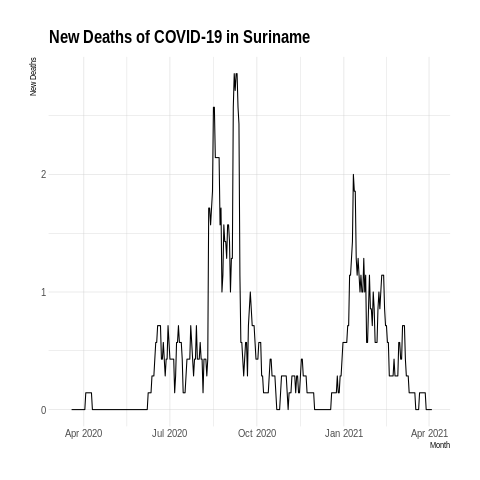 New Deaths of COVID-19 in Suriname
New Deaths
2
1
0
Apr 2020 Jul 2020 Oct 2020 Jan 2021 Apr 2021
Month